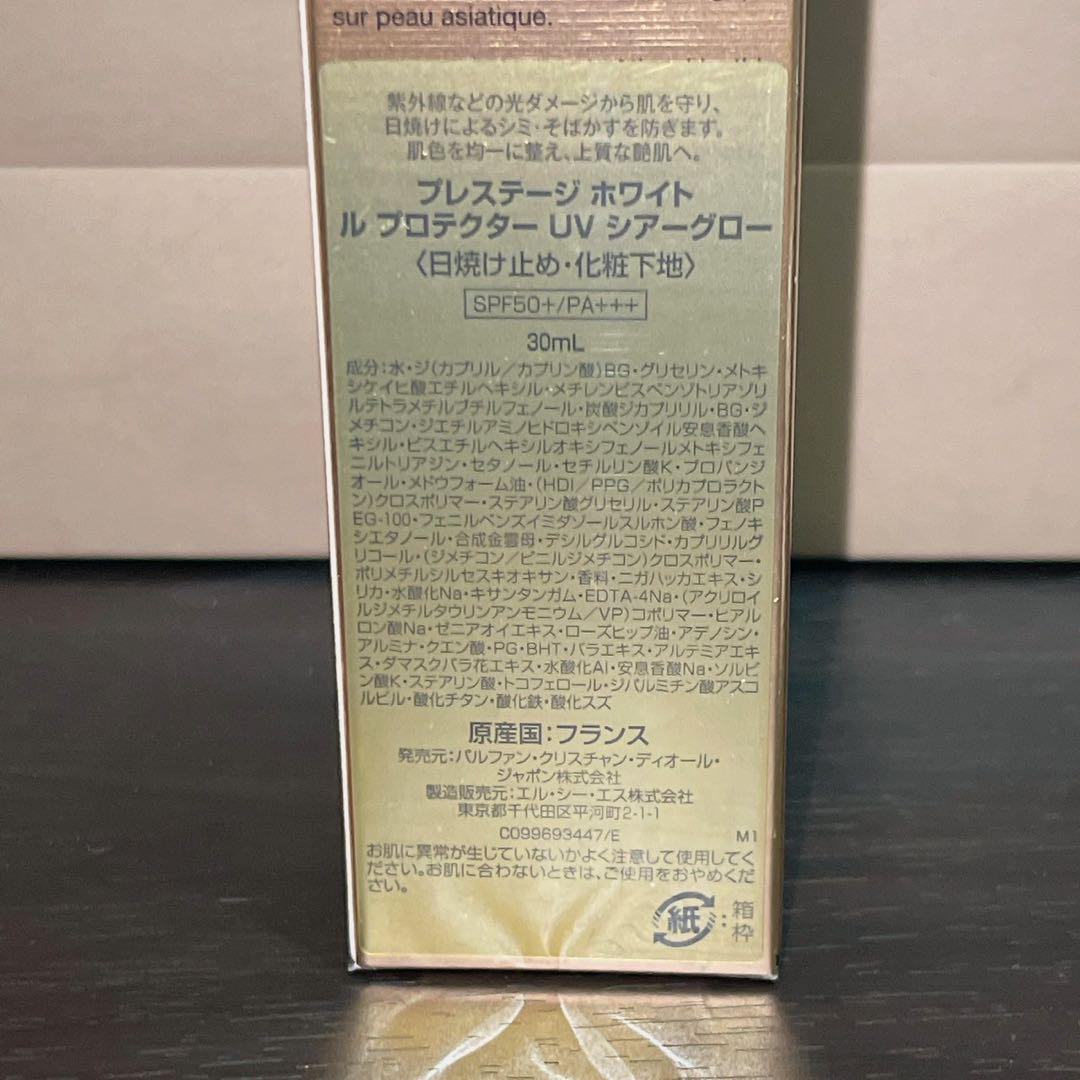 sur peau asiatique.
紫外線などの光ダメージから肌を守り、
日焼けによるシミ・そばかすを防ぎます。
肌色を均一に整え、上質な艶肌へ。
プレステージ ホワイト
ル プロテクター UV シアーグロー
〈日焼け止め・化粧下地〉
SPF50+/PA+++
30mL
成分:水・ジ(カプリル/カプリン酸)BG・グリセリン・メトキ
シケイヒ酸エチルヘキシル・メチレンビスベンゾトリアゾリ
ルテトラメチルブチルフェノール・炭酸ジカプリリル・BG・ジ
メチコン・ジエチルアミノヒドロキシベンゾイル安息香酸ヘ
キシル・ビスエチルヘキシルオキシフェノールメトキシフェ
ニルトリアジン・セタノール・セチルリン酸K・プロパンジ
オール・メドウフォーム油・(HDI/PPG/ポリカプロラクト
ン)クロスポリマー・ステアリン酸グリセリル・ステアリン酸P
EG-100・フェニルベンズイミダゾールスルホン酸・フェノキ
シエタノール・合成金雲母・デシルグルコシド・カプリリルグ
リコール・(ジメチコン/ビニルジメチコン)クロスポリマー・
ポリメチルシルセスキオキサン・香料・ニガハッカエキス・シ
リカ・水酸化Na・キサンタンガム・EDTA-4Na・(アクリロイ
ルジメチルタウリンアンモニウム/VP)コポリマー・ヒアル
ロン酸Na・ゼニアオイエキス・ローズヒップ油・アデノシン・
アルミナ・クエン酸・PG・BHT・バラエキス・アルテミアエキ
ス・ダマスクバラ花エキス・水酸化Al・安息香酸Na・ソルビ
ン酸K・ステアリン酸・トコフェロール・ジパルミチン酸アスコ
ルビル・酸化チタン・酸化鉄・酸化スズ
原産国:フランス
発売元:パルファン・クリスチャン・ディオール・
ジャポン株式会社
製造販売元:エル・シー・エス株式会社
東京都千代田区平河町2-1-1
C099693447/E M1
お肌に異常が生じていないかよく注意して使用してく
ださい。お肌に合わないときは、ご使用をおやめくだ
さい。
紙:箱
枠